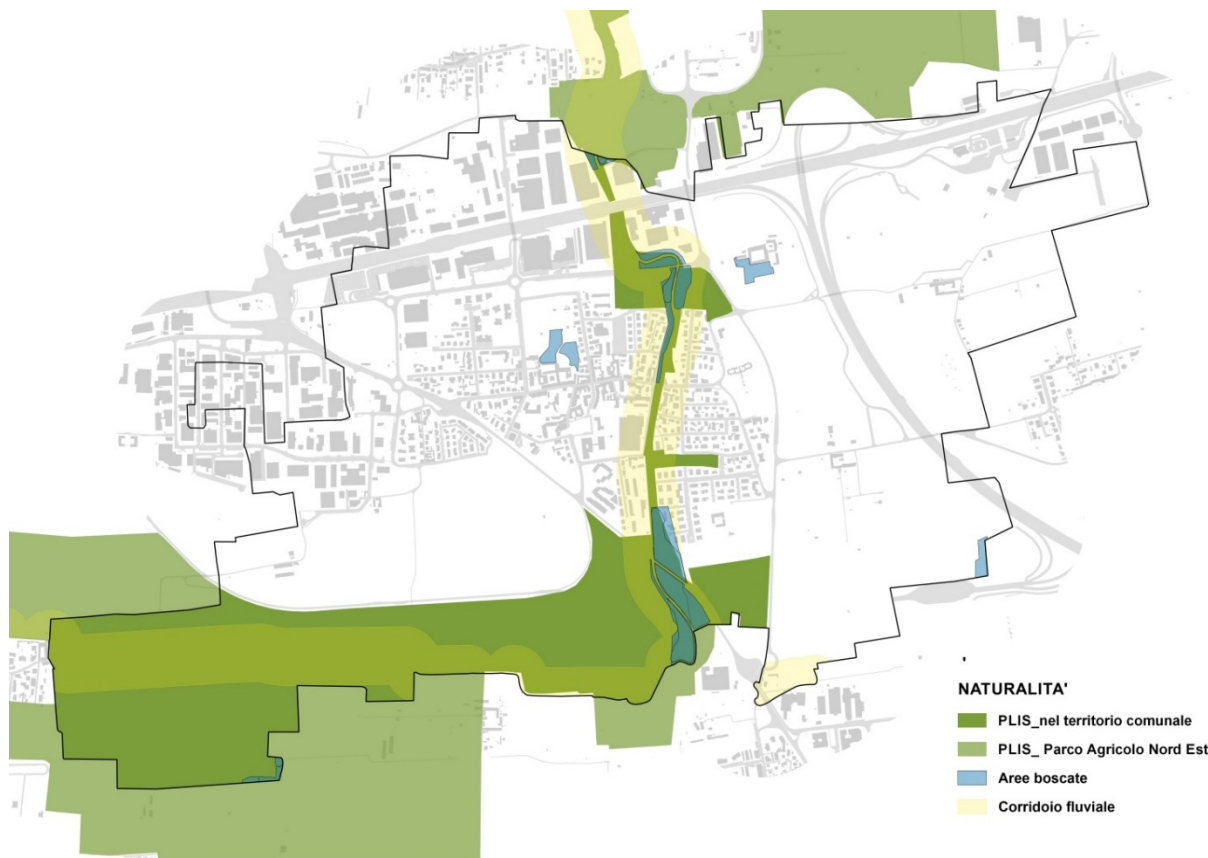 NATURALITA'
PLIS_nel territorio comunale
PLIS_ Parco Agricolo Nord Est
Aree boscate
Corridoio fluviale